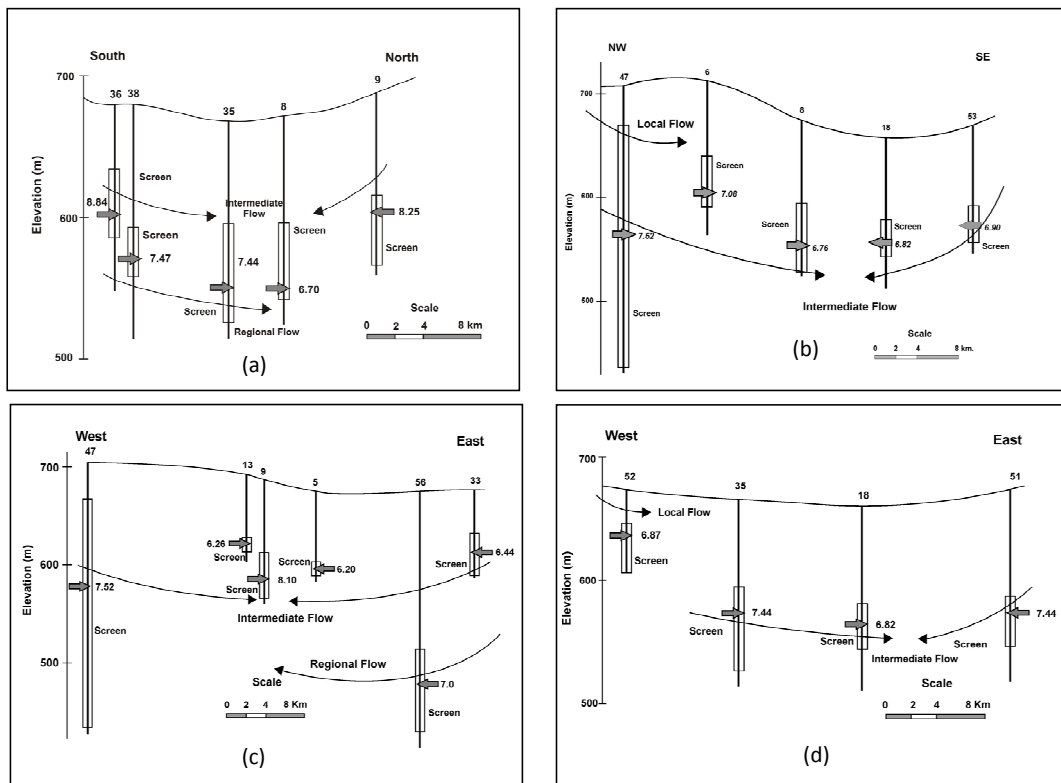 South
North
700
36 38
35
8
9
Elevation (m)
600
500
Screen
8.84
Screen
7.47
Intermediate
Flow
7.44
Screen
Regional Flow
Screen
6.70
8.25
Screen
Scale
0 2 4 8 km
(a)
NW
SE
47
6
8
18
53
700
600
500
Elevation (m)
Local Flow
Screen
7.08
7.52
Screen
Screen
6.76
Screen
6.82
6.90
Screen
Intermediate Flow
Scale
0 2 4 8 km.
(b)
West
East
47
13
9
5
56
33
700
600
500
Elevation (m)
6.26
Screen
Screen
8.10
Screen
6.20
6.44
Screen
7.52
Screen
Intermediate Flow
Regional Flow
7.0
Screen
Scale
0 2 4 8 Km
(c)
West
East
52
35
18
51
700
600
500
Elevation (m)
Local Flow
6.87
Screen
7.44
Screen
6.82
Screen
7.44
Screen
Intermediate Flow
Scale
0 2 4 8 Km
(d)